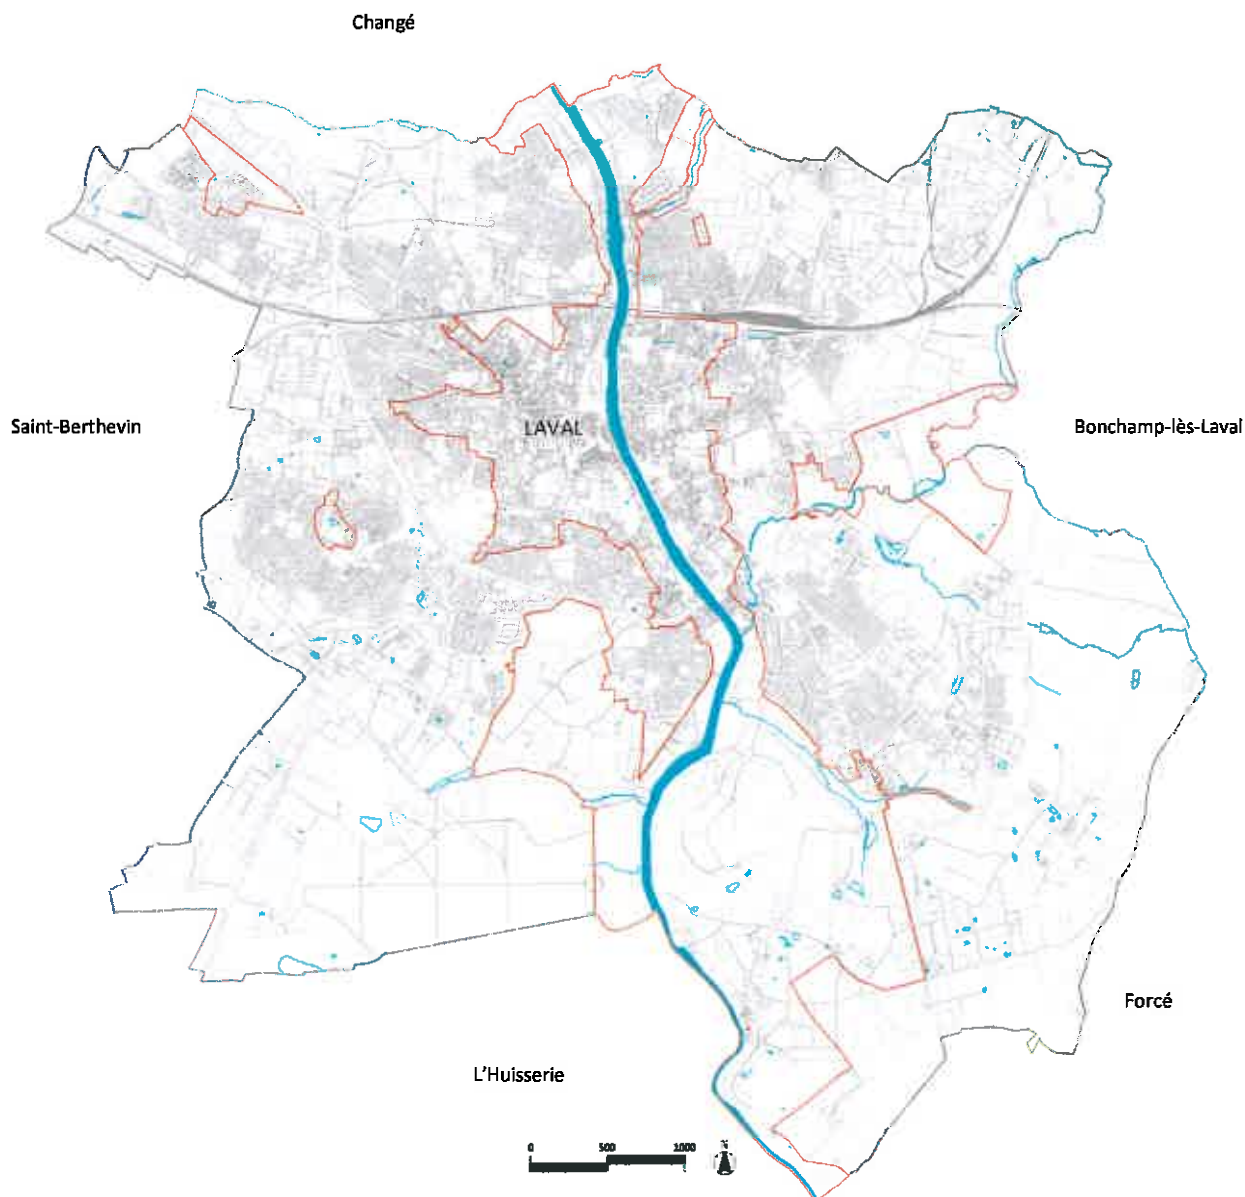 Changé
Saint-Berthevin
LAVAL
Bonchamp-lès-Laval
Forcé
L'Huisserie
0 500 1000